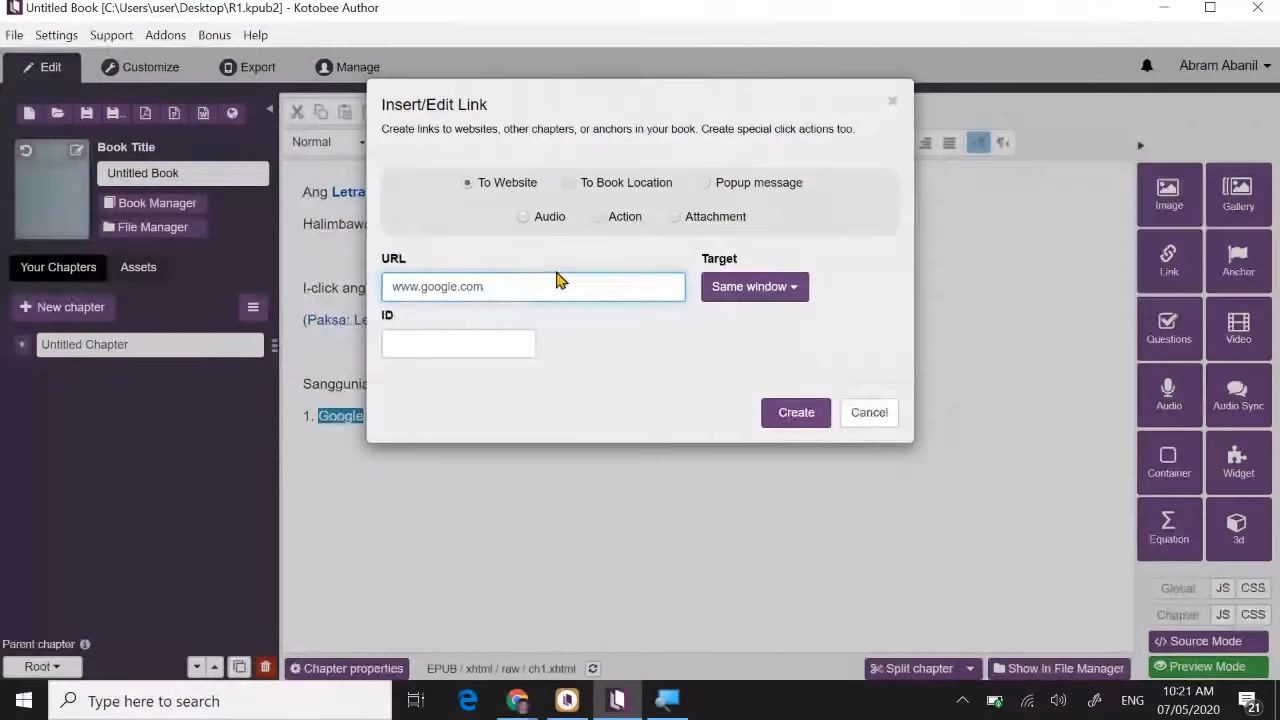 Untitled Book [C:\Users\user\Desktop\R1.kpub2] - Kotobee Author
File Settings Support Addons Bonus Help
Edit Customize Export Manage
Abram Abanil
Insert/Edit Link
Create links to websites, other chapters, or anchors in your book. Create special click actions too.
To Website To Book Location Popup message
Audio Action Attachment
URL Target
www.google.com
Same window
ID
Create Cancel
Book Title
Untitled Book
Book Manager
File Manager
Your Chapters Assets
New chapter
Untitled Chapter
Parent chapter
Root
Normal
Ang Letra
I-click ang
(Paksa:
1. Google
Image Gallery
Link Anchor
Questions Video
Audio Audio Sync
Container Widget
Equation 3d
Global JS CSS
Chapter JS CSS
</> Source Mode
Preview Mode
Chapter properties
EPUB / xhtml / raw / ch1.xhtml
Split chapter
Show in File Manager
Type here to search
ENG
10:21 AM
07/05/2020
21